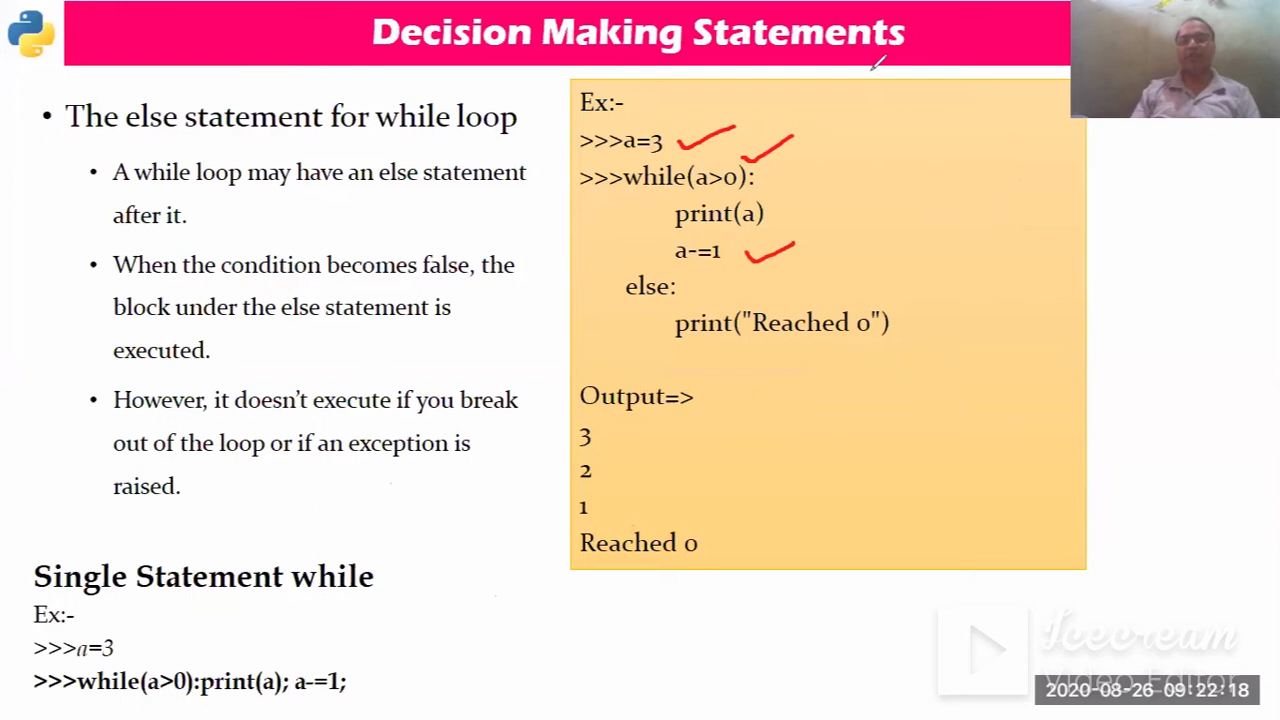 Decision Making Statements
• The else statement for while loop
• A while loop may have an else statement
after it.
• When the condition becomes false, the
block under the else statement is
executed.
• However, it doesn’t execute if you break
out of the loop or if an exception is
raised.
Single Statement while
Ex:-
>>>a=3
>>>while(a>0):print(a); a-=1;
Ex:-
>>>a=3
>>>while(a>0):
print(a)
a-=1
else:
print("Reached 0")
Output=>
3
2
1
Reached 0
Icecream
Video Editor
2020-08-26 09:22:18